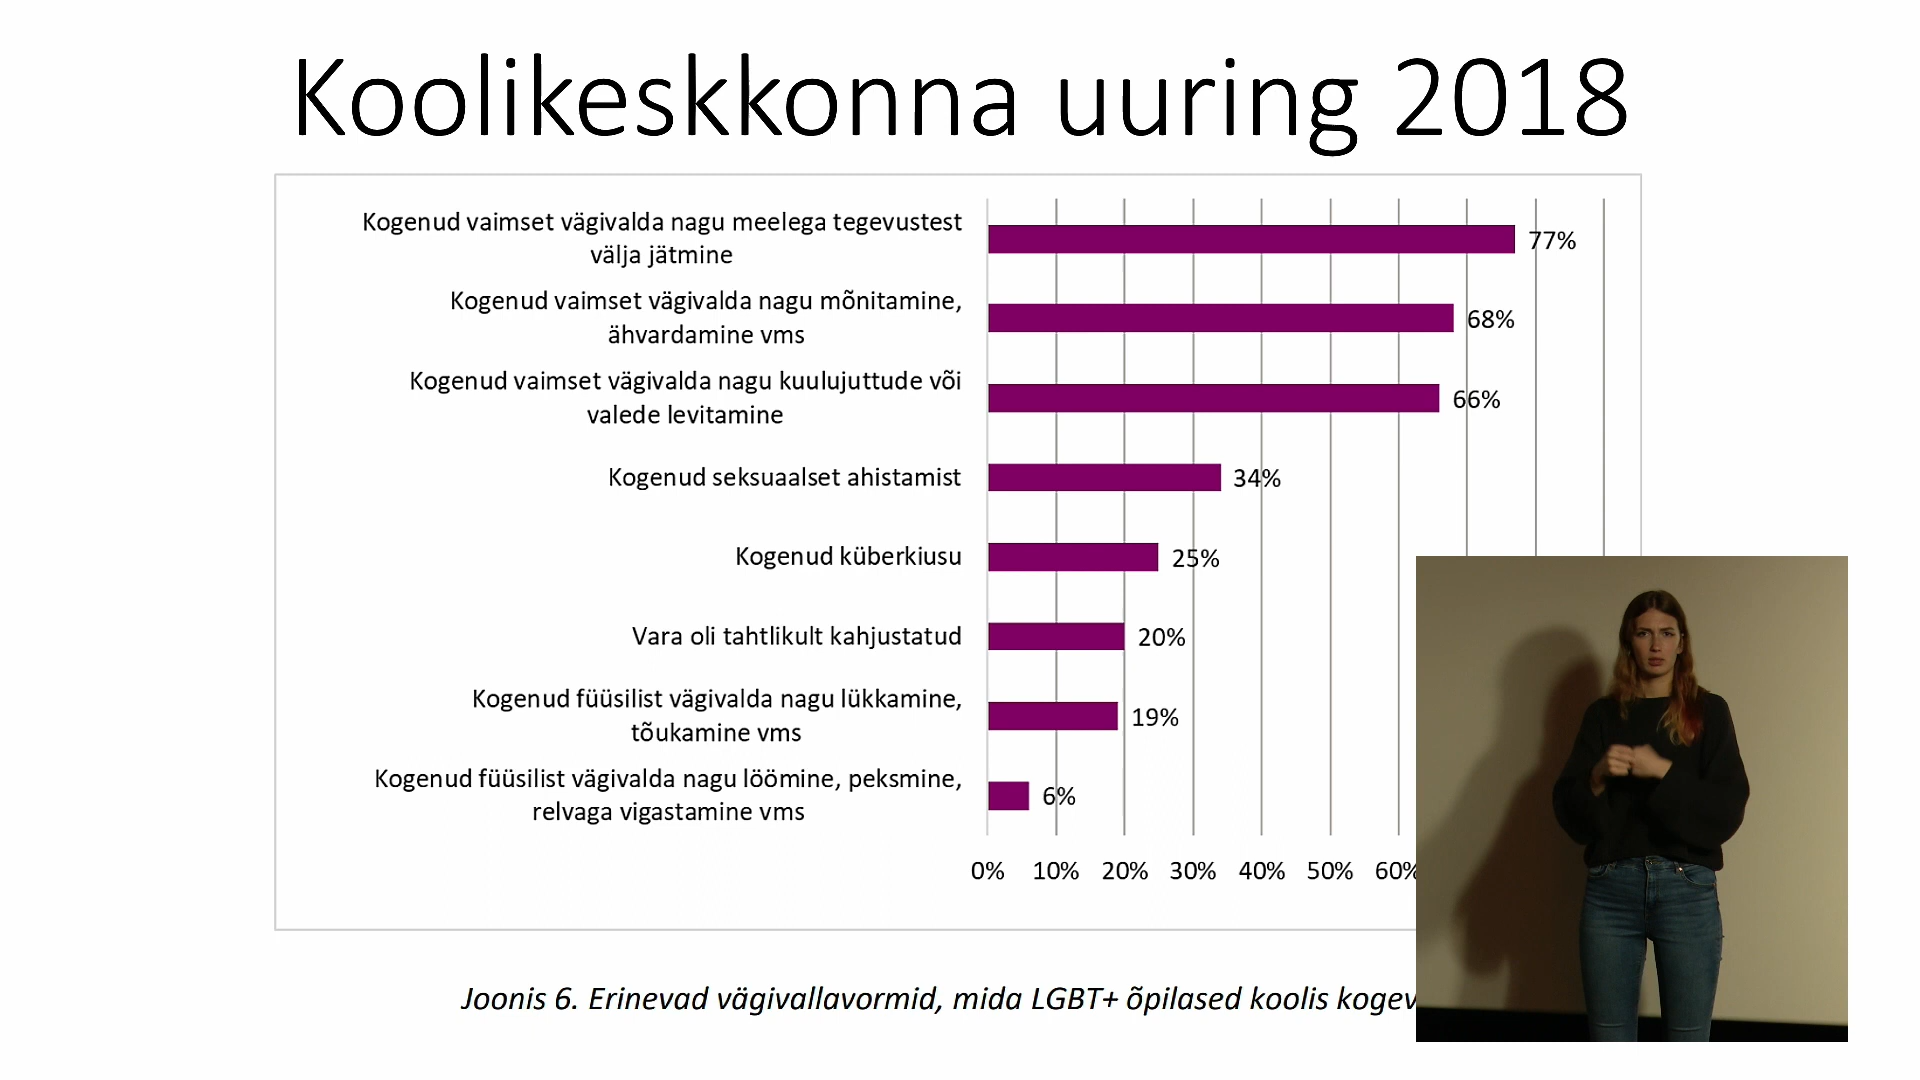 Koolikeskkonna uuring 2018
Kogenud vaimset vägivalda nagu meelega tegevustest
välja jätmine
77%
Kogenud vaimset vägivalda nagu mõnitamine,
ähvardamine vms
68%
Kogenud vaimset vägivalda nagu kuulujuttude või
valede levitamine
66%
Kogenud seksuaalset ahistamist
34%
Kogenud küberkiusu
25%
Vara oli tahtlikult kahjustatud
20%
Kogenud füüsilist vägivalda nagu lükkamine,
tõukamine vms
19%
Kogenud füüsilist vägivalda nagu löömine, peksmine,
relvaga vigastamine vms
6%
0% 10% 20% 30% 40% 50% 60%
Joonis 6. Erinevad vägivallavormid, mida LGBT+ õpilased koolis